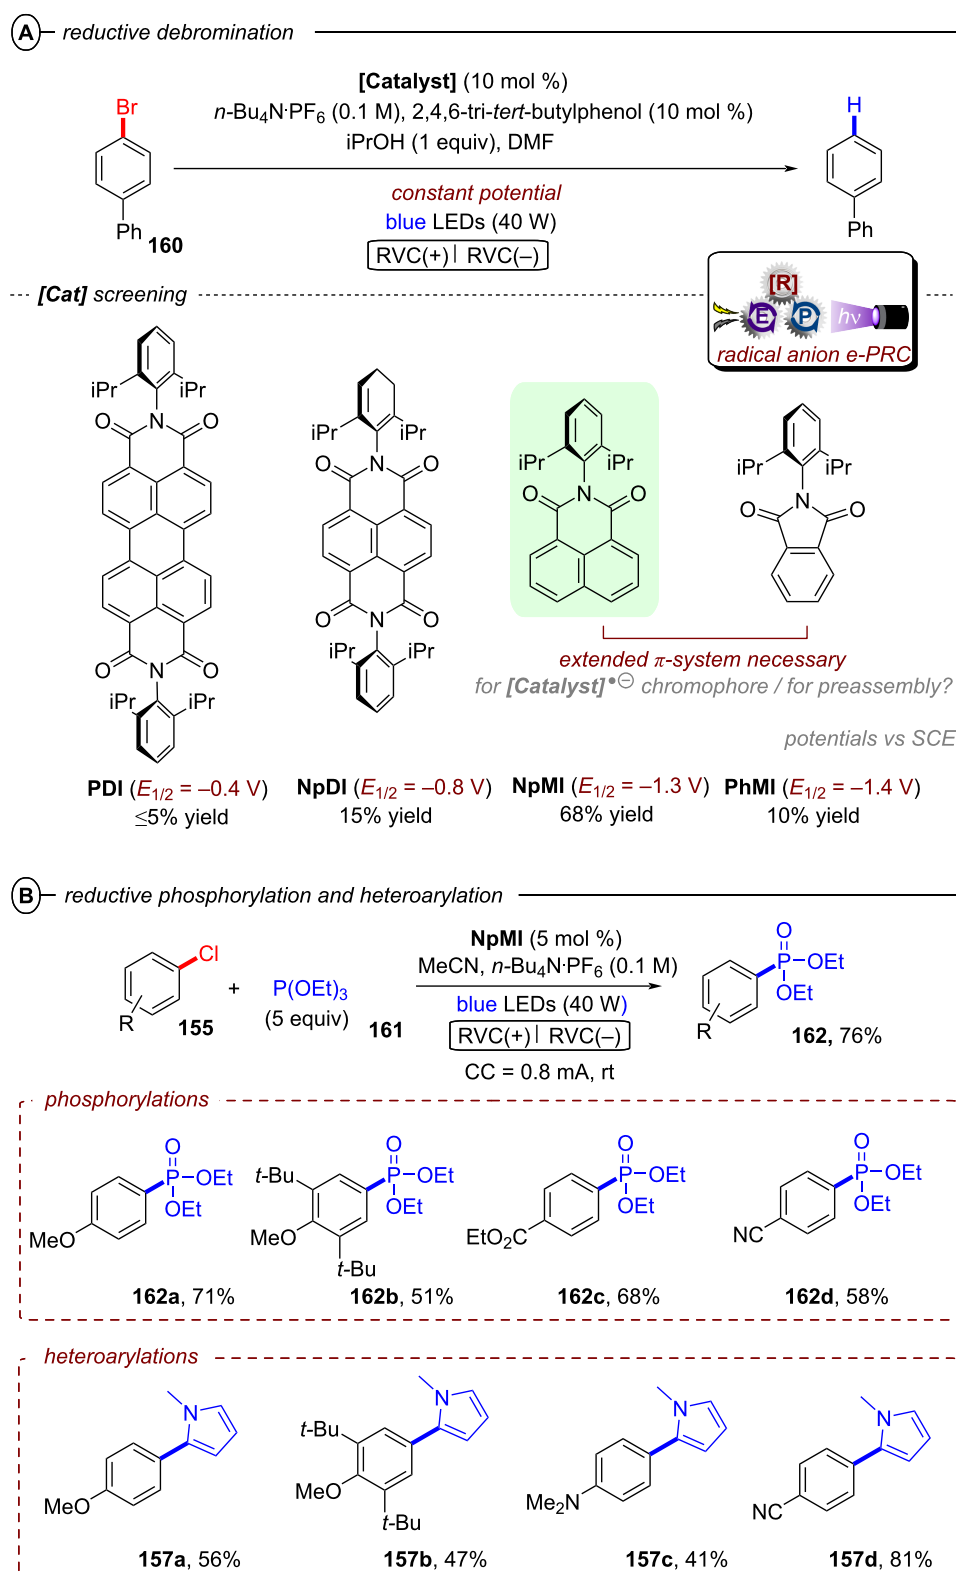 A reductive debromination
[Catalyst] (10 mol %)
n-Bu4N·PF6 (0.1 M), 2,4,6-tri-tert-butylphenol (10 mol %)
iPrOH (1 equiv), DMF
constant potential
blue LEDs (40 W)
RVC(+) | RVC(–)
Br
Ph
160
H
Ph
[Cat] screening
[R]
E P hν
radical anion e-PRC
iPr iPr
O N O
O N O
iPr iPr
iPr iPr
O N O
O N O
iPr iPr
iPr iPr
O N O
iPr iPr
O N O
extended π-system necessary
for [Catalyst]•⊖ chromophore / for preassembly?
potentials vs SCE
PDI (E1/2 = –0.4 V) NpDI (E1/2 = –0.8 V) NpMI (E1/2 = –1.3 V) PhMI (E1/2 = –1.4 V)
≤5% yield 15% yield 68% yield 10% yield
B reductive phosphorylation and heteroarylation
Cl
R
155
+
P(OEt)3
(5 equiv)
161
NpMI (5 mol %)
MeCN, n-Bu4N·PF6 (0.1 M)
blue LEDs (40 W)
RVC(+) | RVC(–)
CC = 0.8 mA, rt
O
P OEt
OEt
R
162, 76%
phosphorylations
O
P OEt
OEt
MeO
O
P OEt
OEt
t-Bu
MeO
t-Bu
O
P OEt
OEt
EtO2C
O
P OEt
OEt
NC
162a, 71% 162b, 51% 162c, 68% 162d, 58%
heteroarylations
N
MeO
N
t-Bu
MeO
t-Bu
N
Me2N
N
NC
157a, 56% 157b, 47% 157c, 41% 157d, 81%